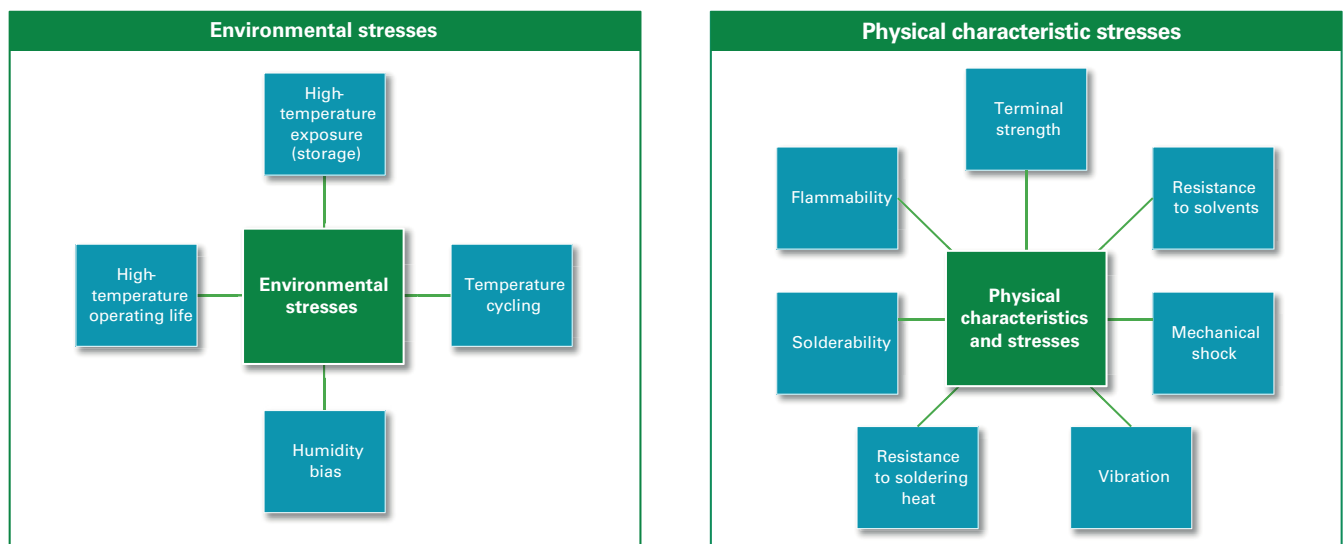 Environmental stresses
High-
temperature
exposure
(storage)
High-
temperature
operating life
Environmental
stresses
Temperature
cycling
Humidity
bias
Physical characteristic stresses
Terminal
strength
Flammability
Resistance
to solvents
Physical
characteristics
and stresses
Solderability
Mechanical
shock
Resistance
to soldering
heat
Vibration